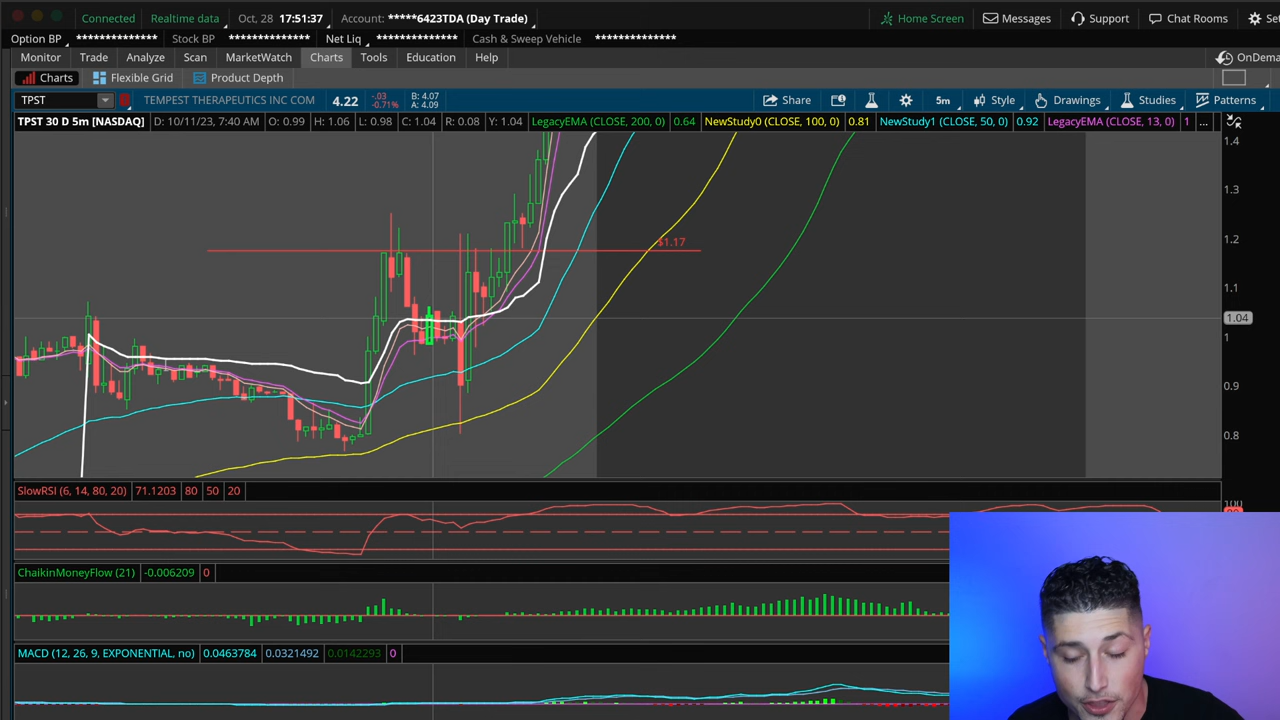 Connected Realtime data Oct, 28 17:51:37 Account: *****6423TDA (Day Trade) Home Screen Messages Support Chat Rooms
Option BP ************** Stock BP ************** Net Liq ************** Cash & Sweep Vehicle **************
Monitor Trade Analyze Scan MarketWatch Charts Tools Education Help
Charts Flexible Grid Product Depth
TPST TEMPEST THERAPEUTICS INC COM 4.22 -.03 -0.71% B: 4.07 A: 4.09 Share 5m Style Drawings Studies Patterns
TPST 30 D 5m [NASDAQ] D: 10/11/23, 7:40 AM O: 0.99 H: 1.06 L: 0.98 C: 1.04 R: 0.08 Y: 1.04 LegacyEMA (CLOSE, 200, 0) 0.64 NewStudy0 (CLOSE, 100, 0) 0.81 NewStudy1 (CLOSE, 50, 0) 0.92 LegacyEMA (CLOSE, 13, 0) 1 ...
1.4
1.3
$1.17 1.2
1.1
1.04
1
0.9
0.8
SlowRSI (6, 14, 80, 20) 71.1203 80 50 20
100
ChaikinMoneyFlow (21) -0.006209 0
MACD (12, 26, 9, EXPONENTIAL, no) 0.0463784 0.0321492 0.0142293 0